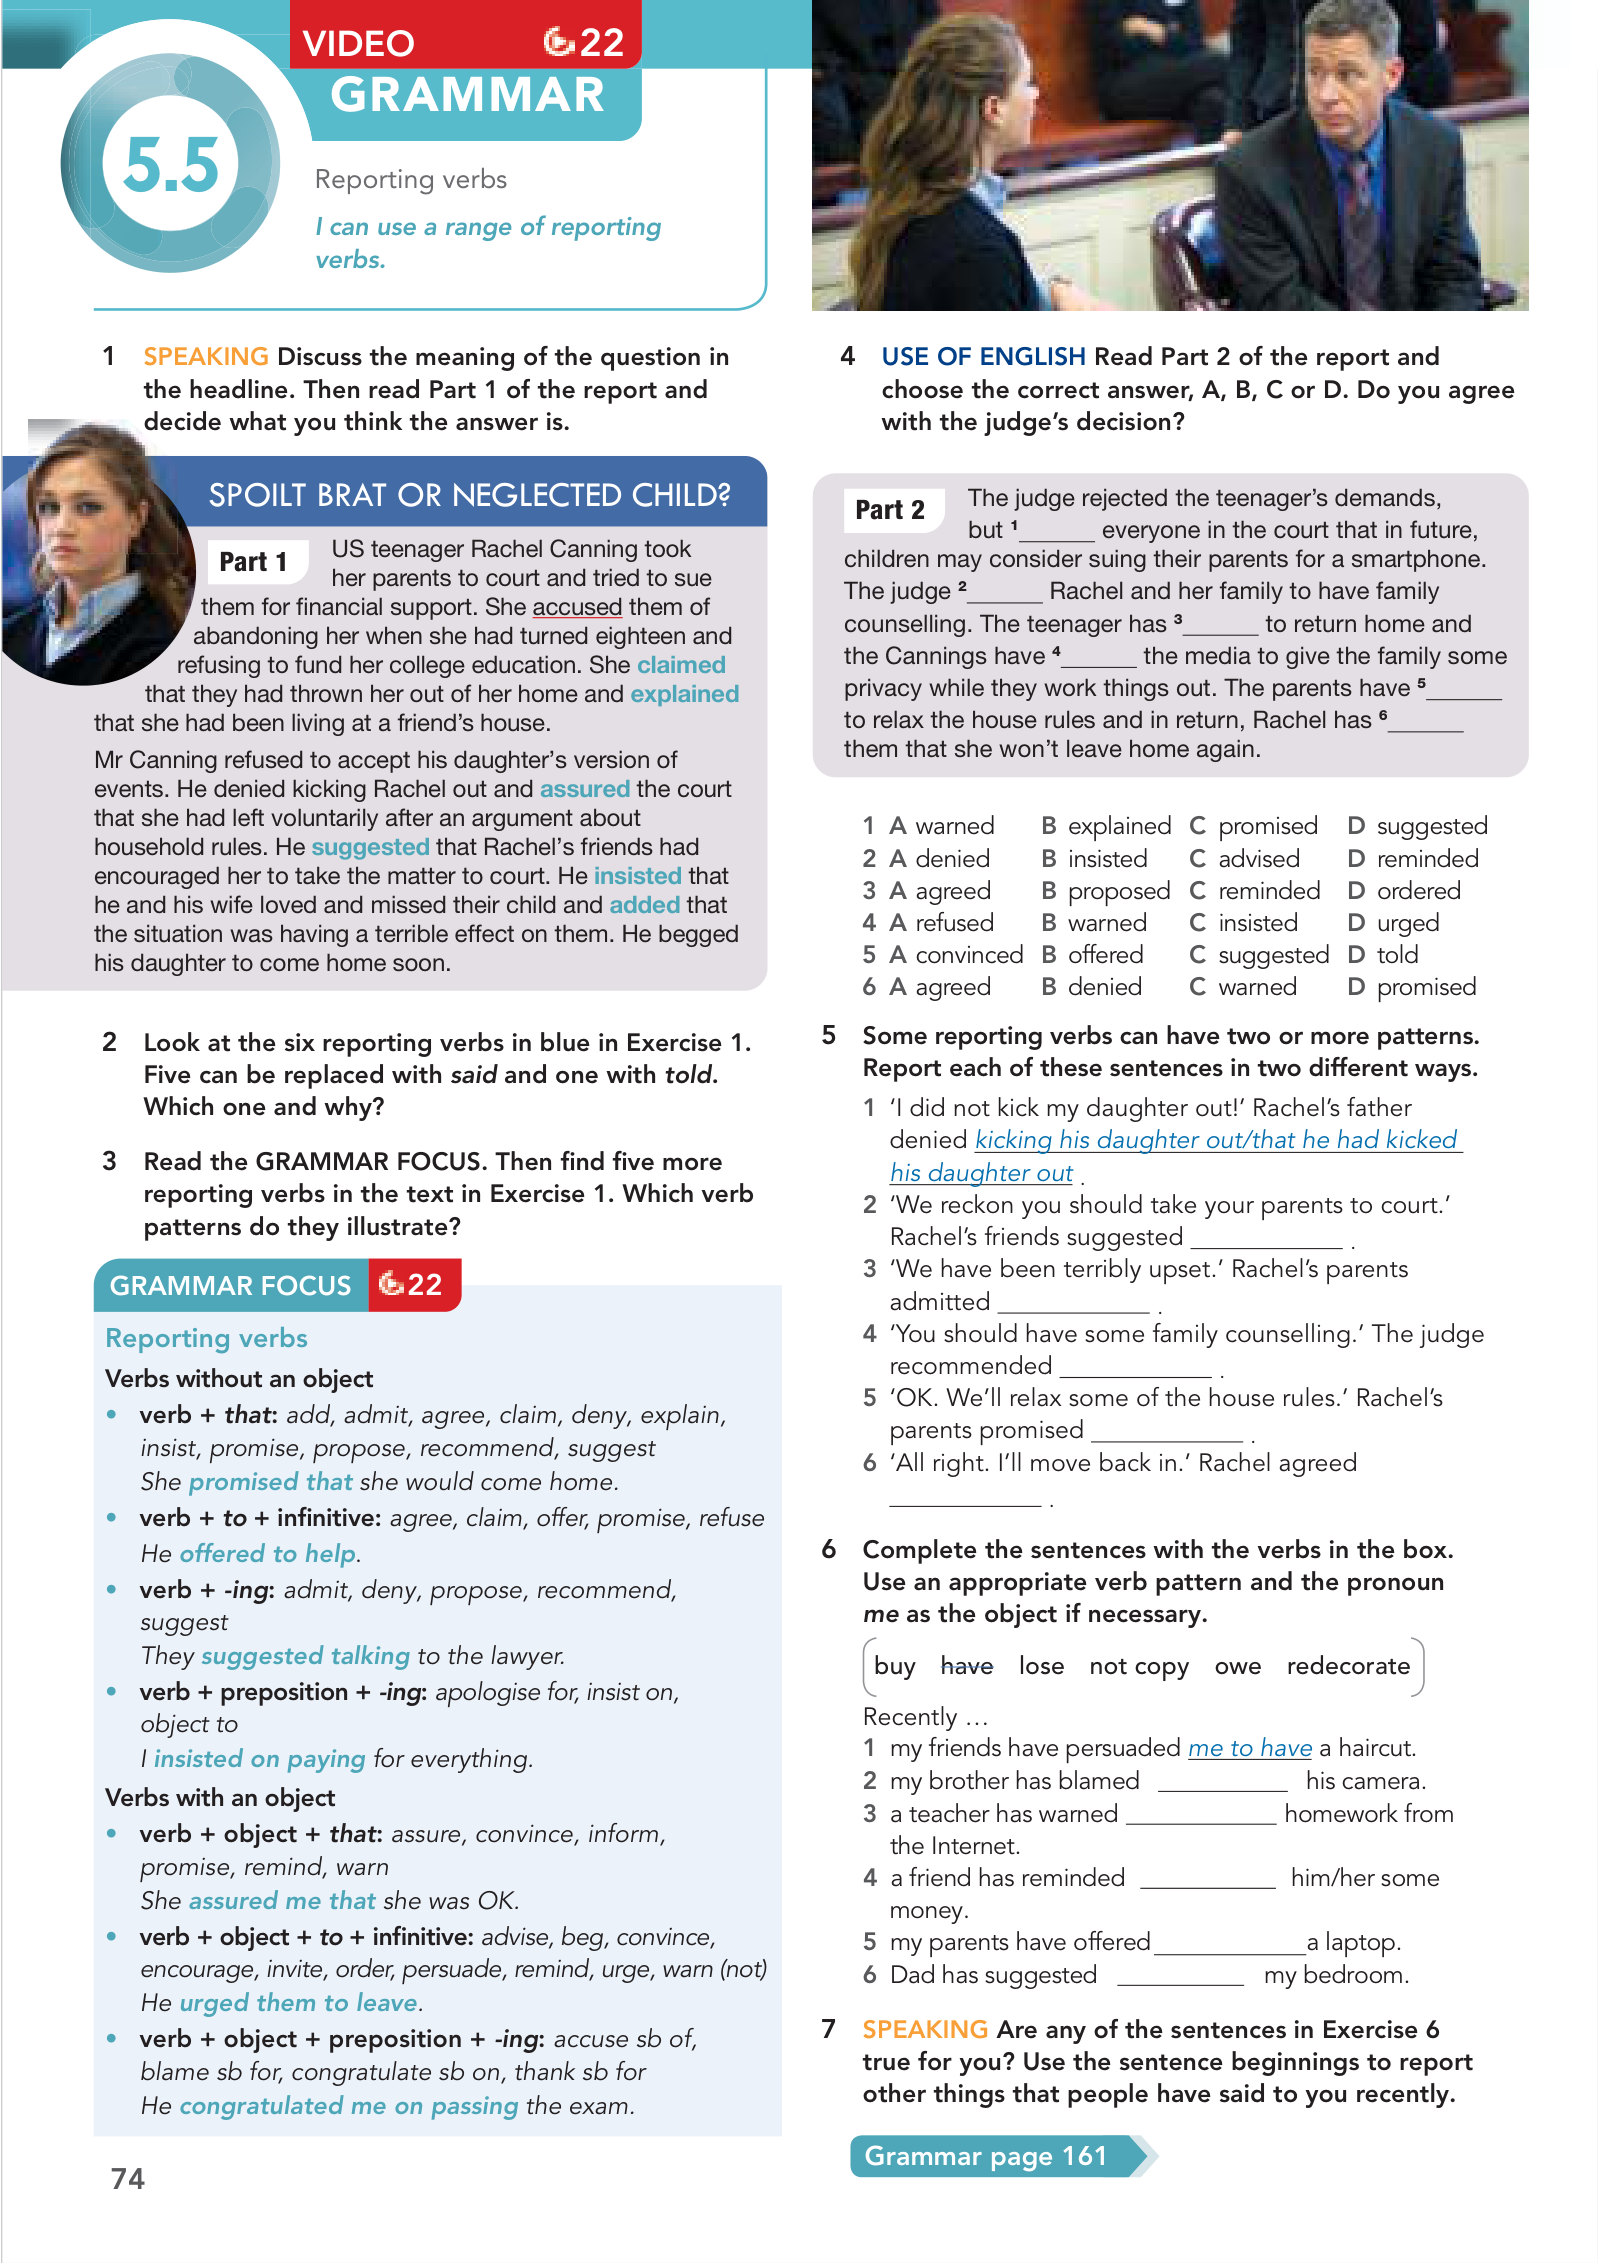 VIDEO 22
GRAMMAR
5.5
Reporting verbs
I can use a range of reporting
verbs.
1 SPEAKING Discuss the meaning of the question in
the headline. Then read Part 1 of the report and
decide what you think the answer is.
SPOILT BRAT OR NEGLECTED CHILD?
Part 1
US teenager Rachel Canning took
her parents to court and tried to sue
them for financial support. She accused them of
abandoning her when she had turned eighteen and
refusing to fund her college education. She claimed
that they had thrown her out of her home and explained
that she had been living at a friend's house.
Mr Canning refused to accept his daughter's version of
events. He denied kicking Rachel out and assured the court
that she had left voluntarily after an argument about
household rules. He suggested that Rachel's friends had
encouraged her to take the matter to court. He insisted that
he and his wife loved and missed their child and added that
the situation was having a terrible effect on them. He begged
his daughter to come home soon.
2 Look at the six reporting verbs in blue in Exercise 1.
Five can be replaced with said and one with told.
Which one and why?
3 Read the GRAMMAR FOCUS. Then find five more
reporting verbs in the text in Exercise 1. Which verb
patterns do they illustrate?
GRAMMAR FOCUS 22
Reporting verbs
Verbs without an object
• verb + that: add, admit, agree, claim, deny, explain,
insist, promise, propose, recommend, suggest
She promised that she would come home.
• verb + to + infinitive: agree, claim, offer, promise, refuse
He offered to help.
• verb + -ing: admit, deny, propose, recommend,
suggest
They suggested talking to the lawyer.
• verb + preposition + -ing: apologise for, insist on,
object to
I insisted on paying for everything.
Verbs with an object
• verb + object + that: assure, convince, inform,
promise, remind, warn
She assured me that she was OK.
• verb + object + to + infinitive: advise, beg, convince,
encourage, invite, order, persuade, remind, urge, warn (not)
He urged them to leave.
• verb + object + preposition + -ing: accuse sb of,
blame sb for, congratulate sb on, thank sb for
He congratulated me on passing the exam.
74
4 USE OF ENGLISH Read Part 2 of the report and
choose the correct answer, A, B, C or D. Do you agree
with the judge's decision?
Part 2
The judge rejected the teenager's demands,
but 1______ everyone in the court that in future,
children may consider suing their parents for a smartphone.
The judge 2______ Rachel and her family to have family
counselling. The teenager has 3______ to return home and
the Cannings have 4______ the media to give the family some
privacy while they work things out. The parents have 5______
to relax the house rules and in return, Rachel has 6______
them that she won't leave home again.
1 A warned B explained C promised D suggested
2 A denied B insisted C advised D reminded
3 A agreed B proposed C reminded D ordered
4 A refused B warned C insisted D urged
5 A convinced B offered C suggested D told
6 A agreed B denied C warned D promised
5 Some reporting verbs can have two or more patterns.
Report each of these sentences in two different ways.
1 'I did not kick my daughter out!' Rachel's father
denied kicking his daughter out/that he had kicked
his daughter out .
2 'We reckon you should take your parents to court.'
Rachel's friends suggested ____________ .
3 'We have been terribly upset.' Rachel's parents
admitted ____________ .
4 'You should have some family counselling.' The judge
recommended ____________ .
5 'OK. We'll relax some of the house rules.' Rachel's
parents promised ____________ .
6 'All right. I'll move back in.' Rachel agreed
____________ .
6 Complete the sentences with the verbs in the box.
Use an appropriate verb pattern and the pronoun
me as the object if necessary.
buy have lose not copy owe redecorate
Recently …
1 my friends have persuaded me to have a haircut.
2 my brother has blamed __________ his camera.
3 a teacher has warned ____________ homework from
the Internet.
4 a friend has reminded __________ him/her some
money.
5 my parents have offered____________a laptop.
6 Dad has suggested __________ my bedroom.
7 SPEAKING Are any of the sentences in Exercise 6
true for you? Use the sentence beginnings to report
other things that people have said to you recently.
Grammar page 161